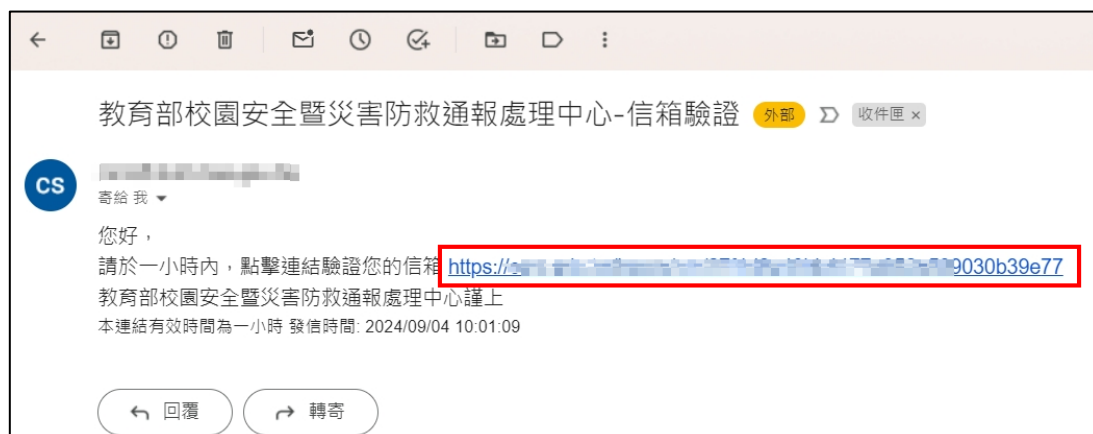 教育部校園安全暨災害防救通報處理中心-信箱驗證 外部 收件匣 ×
CS
寄給 我
您好，
請於一小時內，點擊連結驗證您的信箱 https://
9030b39e77
教育部校園安全暨災害防救通報處理中心謹上
本連結有效時間為一小時 發信時間: 2024/09/04 10:01:09
回覆 轉寄